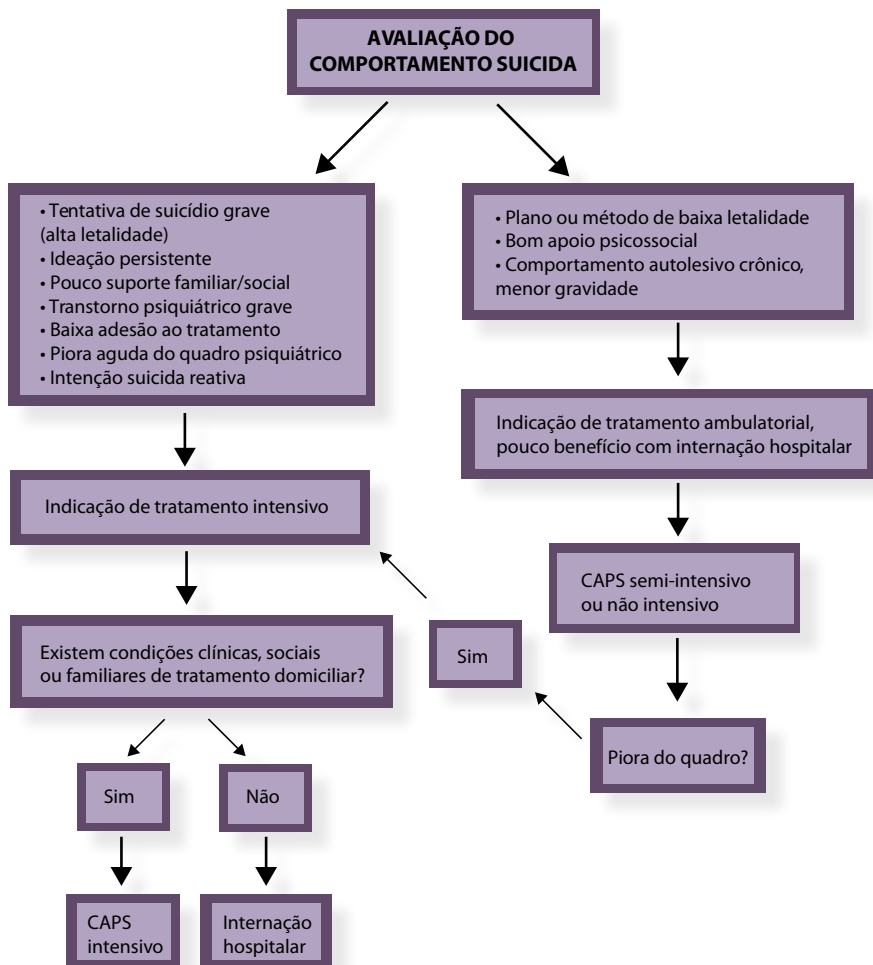 AVALIAÇÃO DO
COMPORTAMENTO SUICIDA
• Tentativa de suicídio grave
(alta letalidade)
• Ideação persistente
• Pouco suporte familiar/social
• Transtorno psiquiátrico grave
• Baixa adesão ao tratamento
• Piora aguda do quadro psiquiátrico
• Intenção suicida reativa
Indicação de tratamento intensivo
Existem condições clínicas, sociais
ou familiares de tratamento domiciliar?
Sim
Não
CAPS
intensivo
Internação
hospitalar
• Plano ou método de baixa letalidade
• Bom apoio psicossocial
• Comportamento autolesivo crônico,
menor gravidade
Indicação de tratamento ambulatorial,
pouco benefício com internação hospitalar
CAPS semi-intensivo
ou não intensivo
Piora do quadro?
Sim